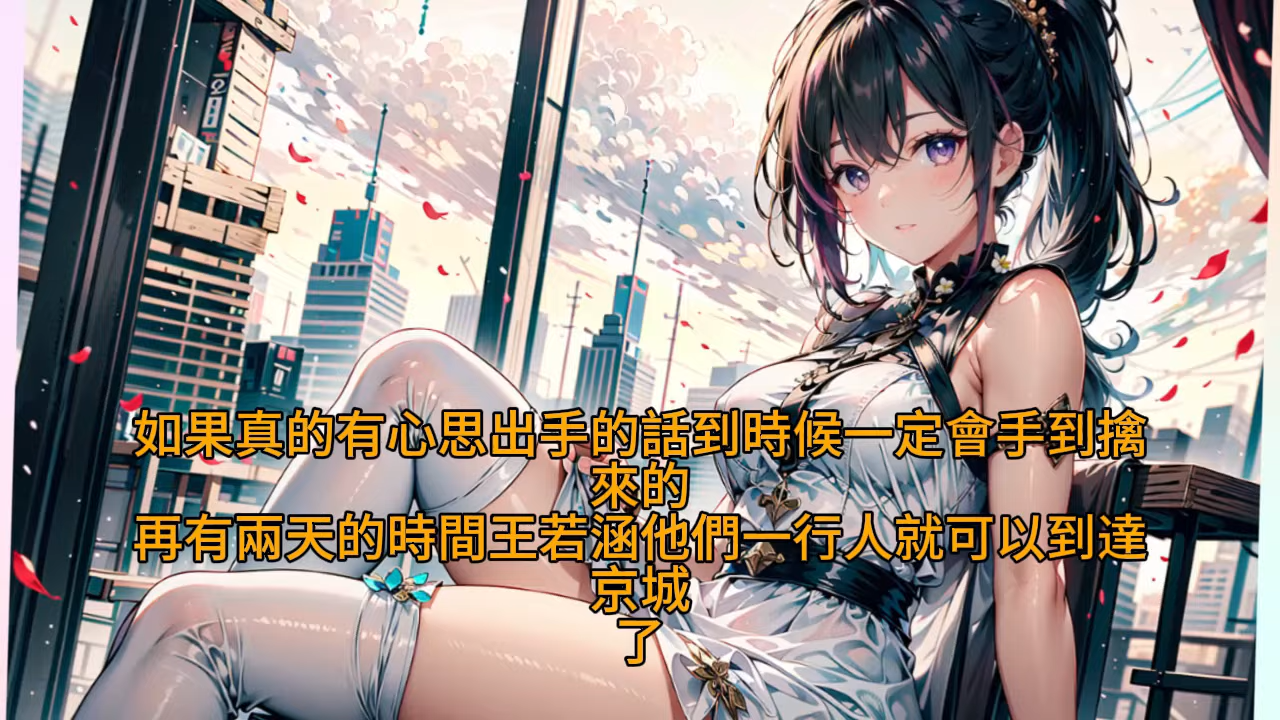 如果真的有心思出手的話到時候一定會手到擒
來的
再有兩天的時間王若涵他們一行人就可以到達
京城
了